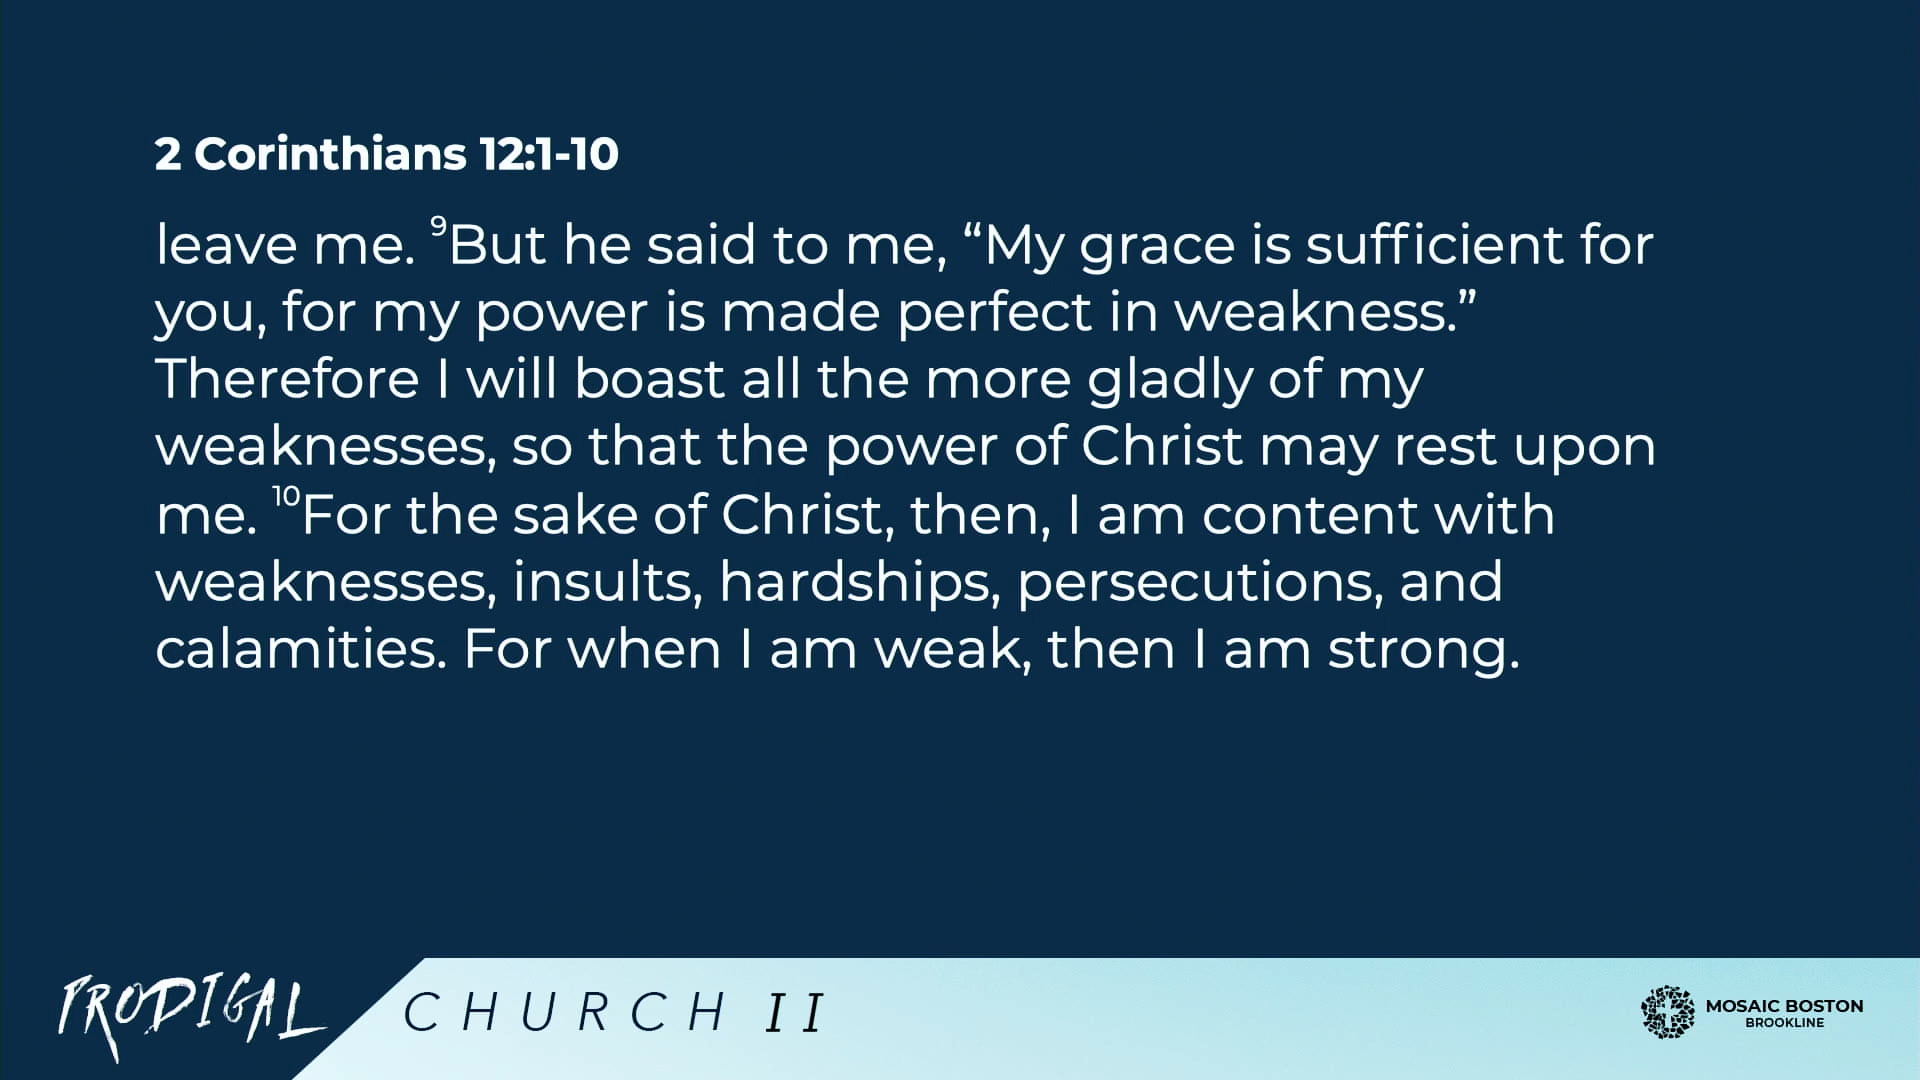 2 Corinthians 12:1-10
leave me. ⁹But he said to me, “My grace is sufficient for
you, for my power is made perfect in weakness.”
Therefore I will boast all the more gladly of my
weaknesses, so that the power of Christ may rest upon
me. ¹⁰For the sake of Christ, then, I am content with
weaknesses, insults, hardships, persecutions, and
calamities. For when I am weak, then I am strong.
PRODIGAL CHURCH II
MOSAIC BOSTON
BROOKLINE